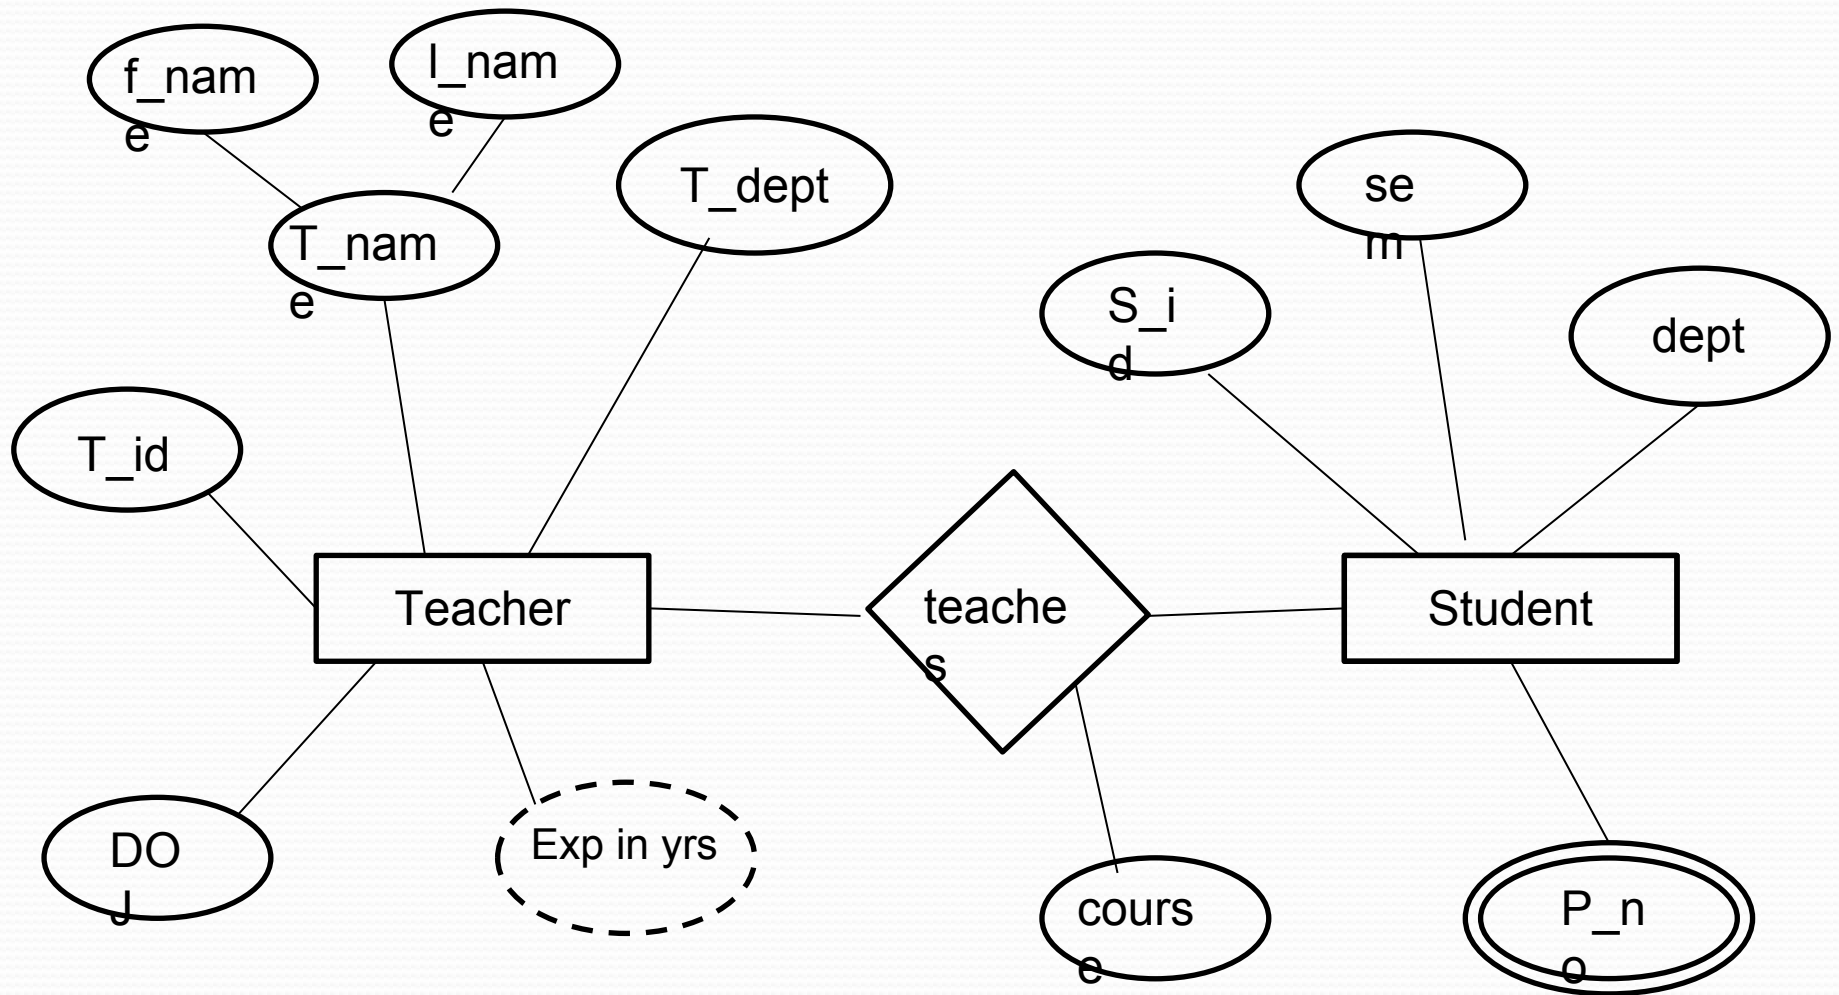 f_nam
e
l_nam
e
T_dept
T_nam
e
se
m
S_i
d
dept
T_id
Teacher
teache
s
Student
DO
J
Exp in yrs
cours
e
P_n
o